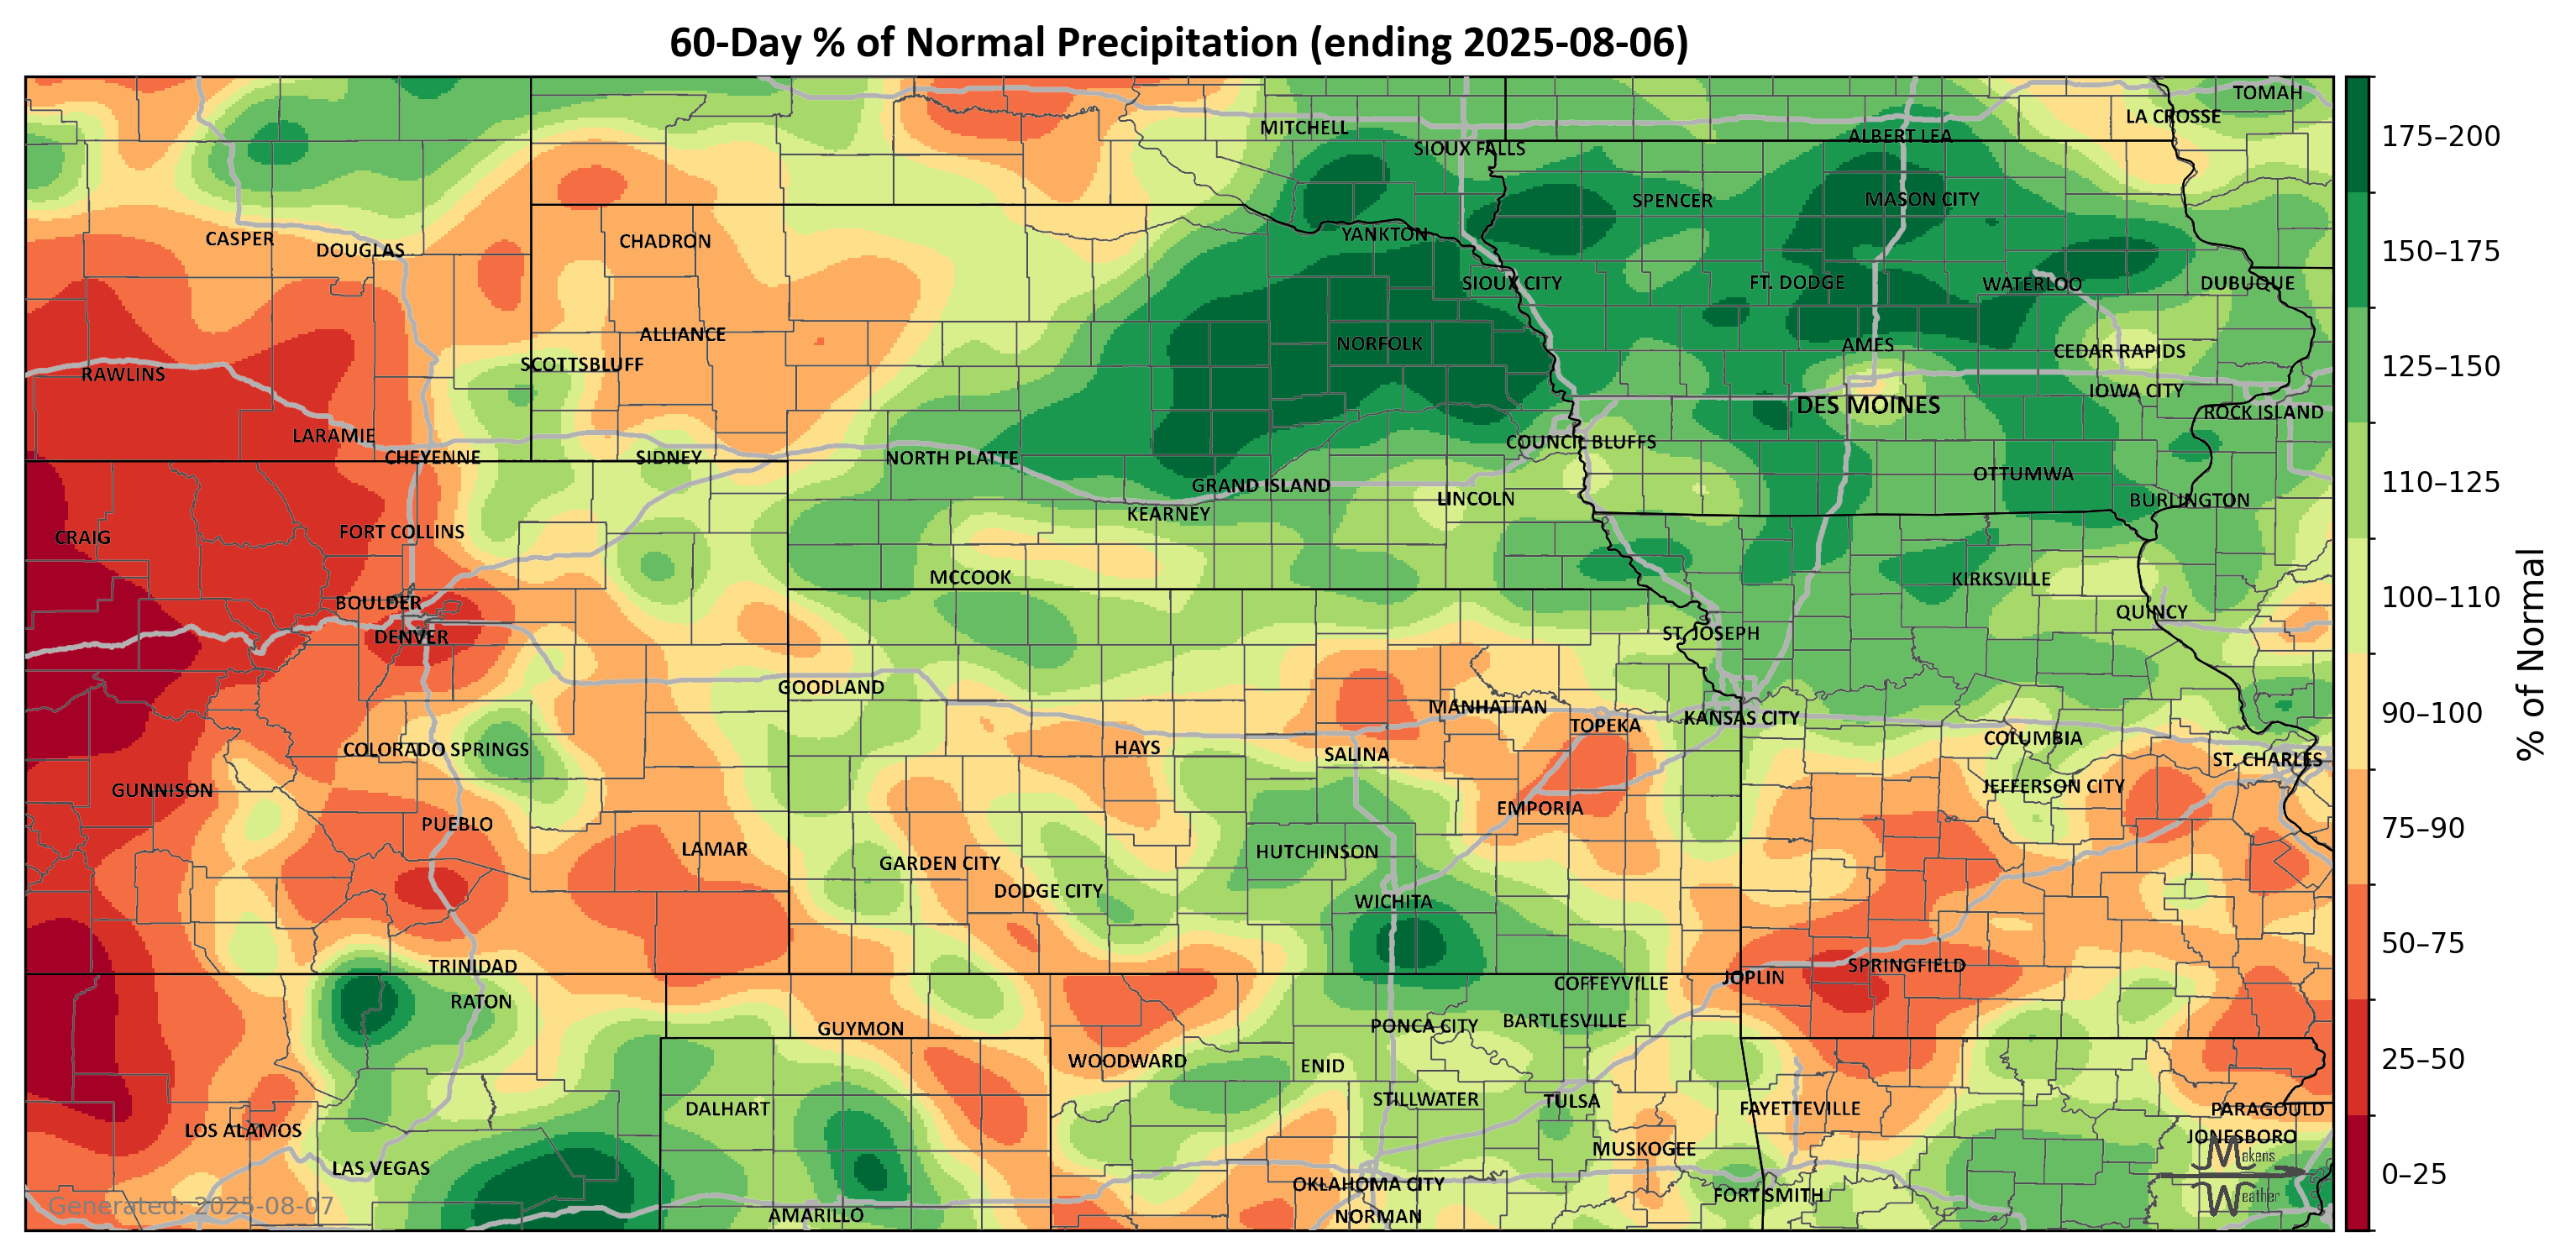 60-Day % of Normal Precipitation (ending 2025-08-06)
TOMAH
LA CROSSE
MITCHELL
ALBERT LEA
SIOUX FALLS
SPENCER
MASON CITY
YANKTON
CASPER
CHADRON
DOUGLAS
SIOUX CITY
FT. DODGE
WATERLOO
DUBUQUE
ALLIANCE
NORFOLK
AMES
CEDAR RAPIDS
SCOTTSBLUFF
RAWLINS
IOWA CITY
DES MOINES
ROCK ISLAND
LARAMIE
COUNCIL BLUFFS
CHEYENNE
SIDNEY
NORTH PLATTE
OTTUMWA
GRAND ISLAND
LINCOLN
BURLINGTON
KEARNEY
CRAIG
FORT COLLINS
MCCOOK
KIRKSVILLE
BOULDER
QUINCY
DENVER
ST. JOSEPH
GOODLAND
MANHATTAN
KANSAS CITY
TOPEKA
COLUMBIA
COLORADO SPRINGS
HAYS
SALINA
ST. CHARLES
GUNNISON
JEFFERSON CITY
EMPORIA
PUEBLO
LAMAR
HUTCHINSON
GARDEN CITY
DODGE CITY
WICHITA
TRINIDAD
SPRINGFIELD
JOPLIN
COFFEYVILLE
RATON
BARTLESVILLE
PONCA CITY
GUYMON
WOODWARD
ENID
STILLWATER
TULSA
DALHART
FAYETTEVILLE
PARAGOULD
LOS ALAMOS
JONESBORO
MUSKOGEE
LAS VEGAS
OKLAHOMA CITY
FORT SMITH
AMARILLO
NORMAN
Generated: 2025-08-07
Makens
Weather
175–200
150–175
125–150
110–125
100–110
90–100
75–90
50–75
25–50
0–25
% of Normal